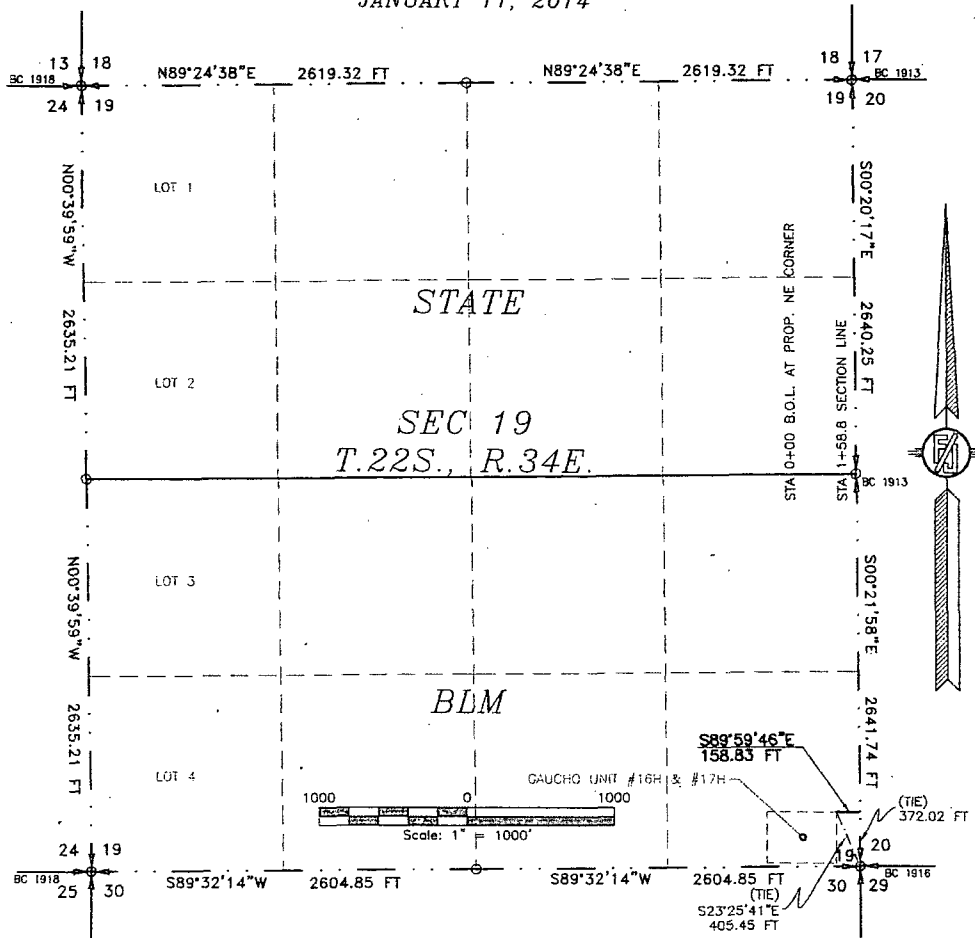 JANUARY 17, 2014
13 18
BC 1918
24 19
N89°24'38"E 2619.32 FT
N89°24'38"E 2619.32 FT
18 17
BC 1913
19 20
N00°39'59"W
2635.21 FT
LOT 1
STATE
LOT 2
SEC 19
T.22S., R.34E.
STA 0+00 B.O.L. AT PROP. NE CORNER
STA 1+58.8 SECTION LINE
S00°20'17"E
2640.25 FT
BC 1913
N00°39'59"W
2635.21 FT
LOT 3
BLM
LOT 4
S00°21'58"E
2641.74 FT
S89°59'46"E
158.83 FT
GAUCHO UNIT #16H & #17H
(TIE)
372.02 FT
1000 0 1000
Scale: 1" = 1000'
24 19
BC 1918
25 30
S89°32'14"W 2604.85 FT
S89°32'14"W 2604.85 FT
19 20
BC 1916
30 29
(TIE)
S23°25'41"E
405.45 FT